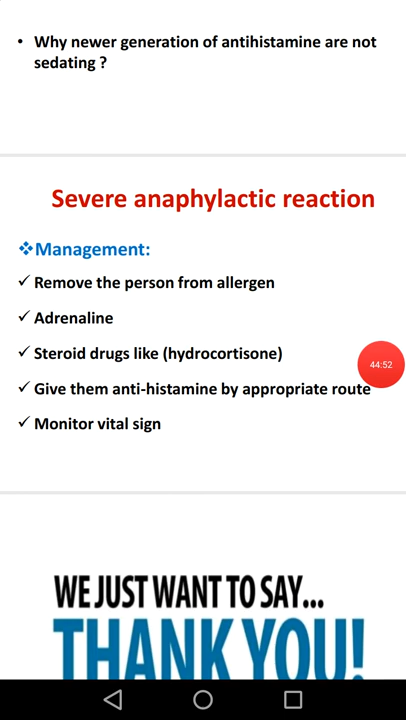 • Why newer generation of antihistamine are not
sedating ?
Severe anaphylactic reaction
❖Management:
✓ Remove the person from allergen
✓ Adrenaline
✓ Steroid drugs like (hydrocortisone)
44:52
✓ Give them anti-histamine by appropriate route
✓ Monitor vital sign
WE JUST WANT TO SAY...
THANK YOU!